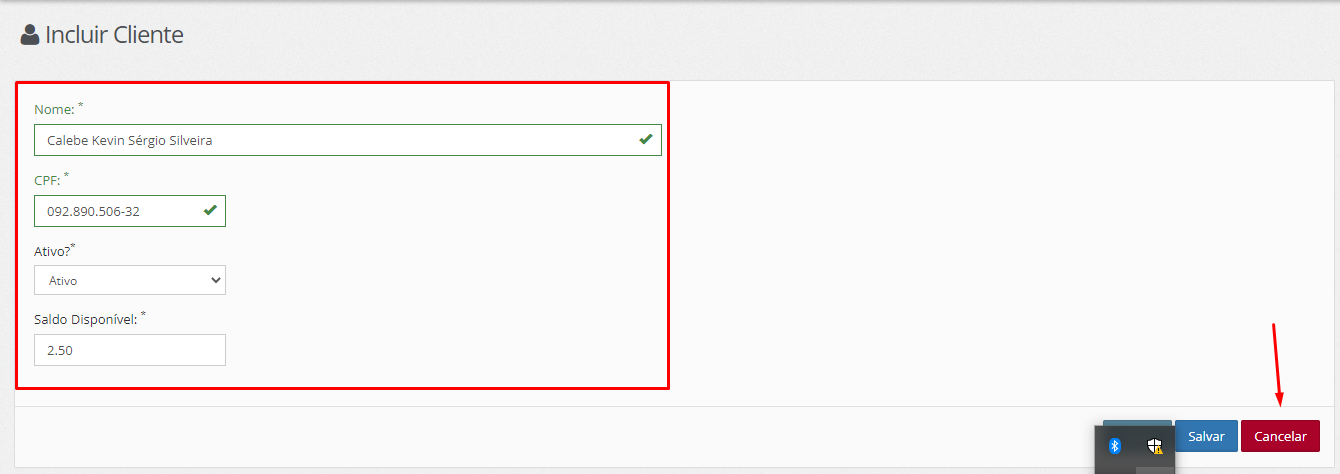 Incluir Cliente
Nome: *
Calebe Kevin Sérgio Silveira
CPF: *
092.890.506-32
Ativo?*
Ativo
Saldo Disponível: *
2.50
Salvar Cancelar